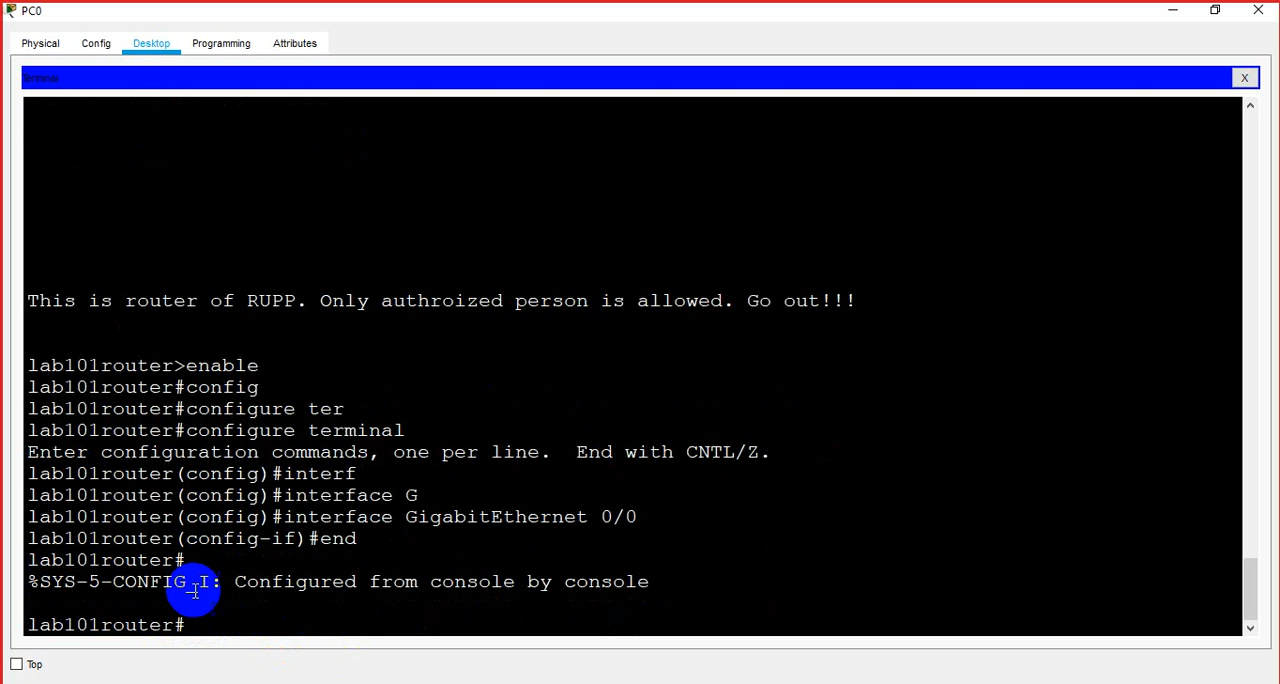 PC0
Physical Config Desktop Programming Attributes
Terminal
X
This is router of RUPP. Only authroized person is allowed. Go out!!!
lab101router>enable
lab101router#config
lab101router#configure ter
lab101router#configure terminal
Enter configuration commands, one per line.  End with CNTL/Z.
lab101router(config)#interf
lab101router(config)#interface G
lab101router(config)#interface GigabitEthernet 0/0
lab101router(config-if)#end
lab101router#
%SYS-5-CONFIG_I: Configured from console by console
lab101router#
Top